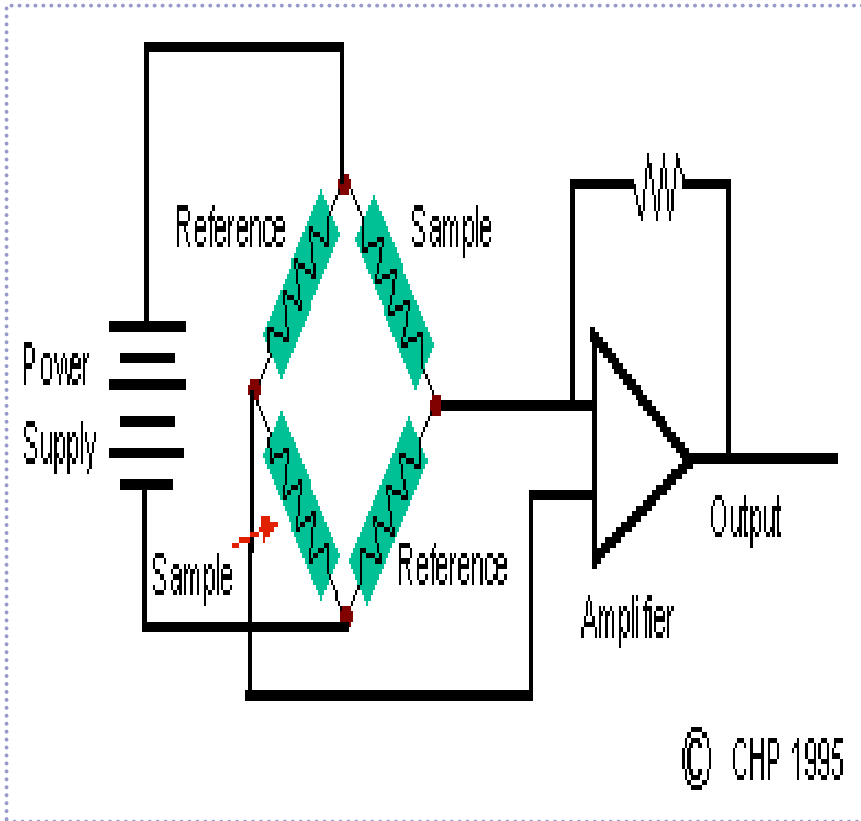 Reference
Sample
Power
Supply
Sample
Reference
Output
Amplifier
© CHP 1995